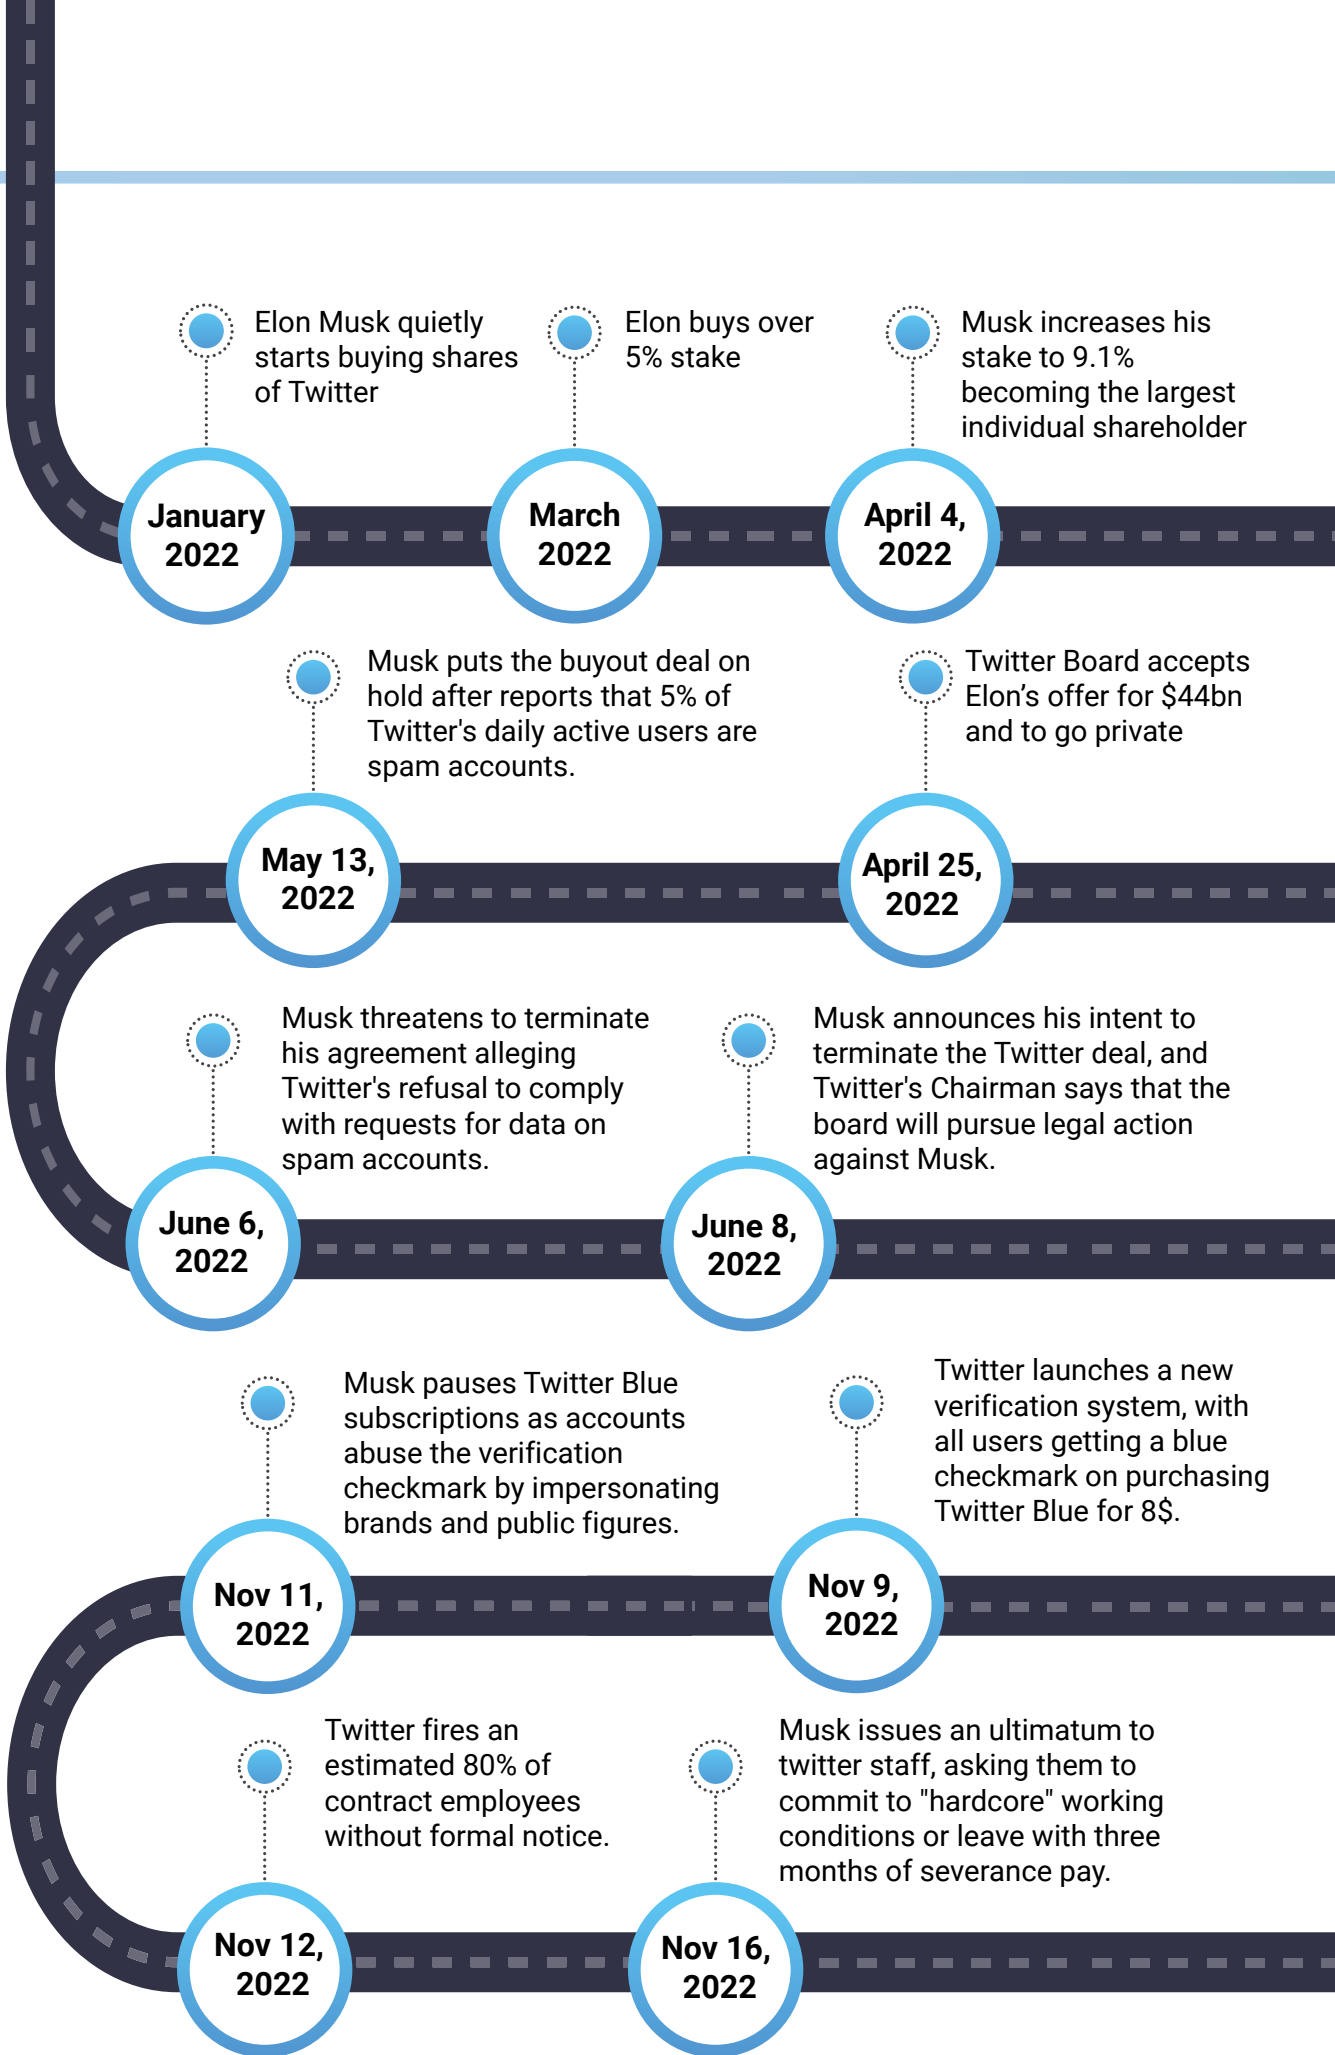 Elon Musk quietly
starts buying shares
of Twitter
January
2022
Elon buys over
5% stake
March
2022
Musk increases his
stake to 9.1%
becoming the largest
individual shareholder
April 4,
2022
Musk puts the buyout deal on
hold after reports that 5% of
Twitter's daily active users are
spam accounts.
May 13,
2022
Twitter Board accepts
Elon’s offer for $44bn
and to go private
April 25,
2022
Musk threatens to terminate
his agreement alleging
Twitter's refusal to comply
with requests for data on
spam accounts.
June 6,
2022
Musk announces his intent to
terminate the Twitter deal, and
Twitter's Chairman says that the
board will pursue legal action
against Musk.
June 8,
2022
Musk pauses Twitter Blue
subscriptions as accounts
abuse the verification
checkmark by impersonating
brands and public figures.
Nov 11,
2022
Twitter launches a new
verification system, with
all users getting a blue
checkmark on purchasing
Twitter Blue for 8$.
Nov 9,
2022
Twitter fires an
estimated 80% of
contract employees
without formal notice.
Nov 12,
2022
Musk issues an ultimatum to
twitter staff, asking them to
commit to "hardcore" working
conditions or leave with three
months of severance pay.
Nov 16,
2022